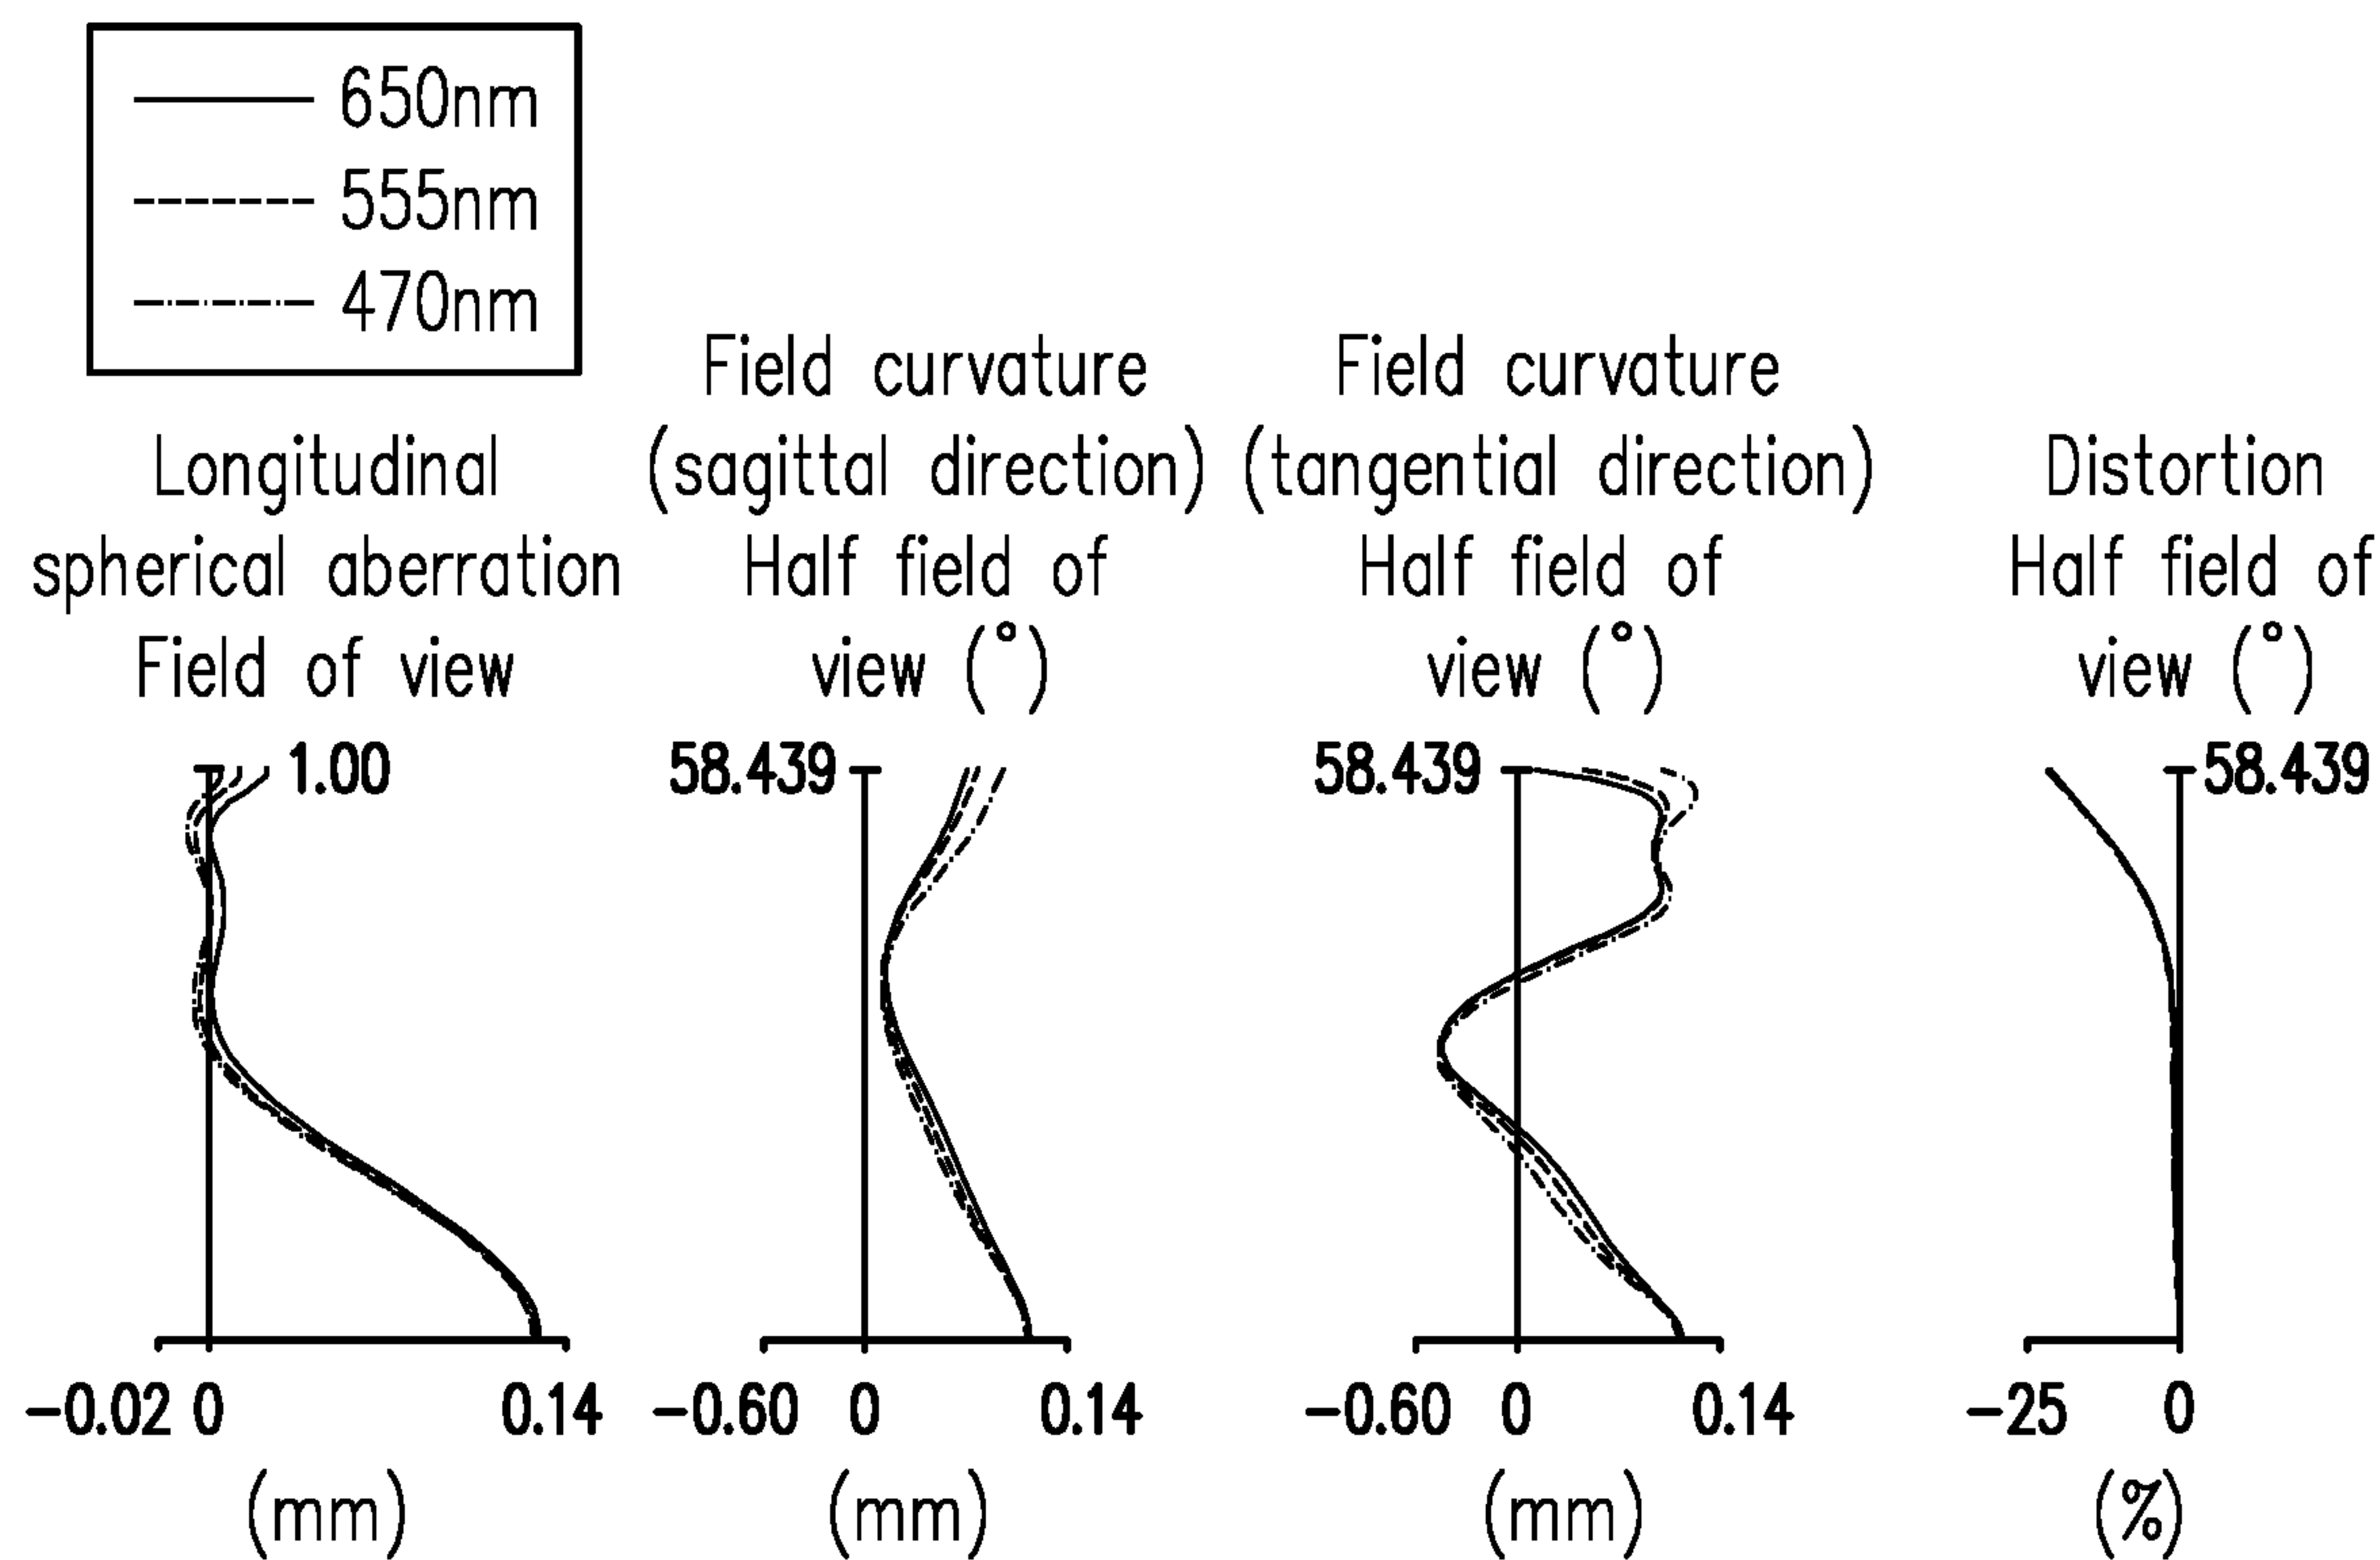 650nm
555nm
470nm
Longitudinal
spherical aberration
Field of view
1.00
-0.02 0 0.14
(mm)
Field curvature
(sagittal direction)
Half field of
view (°)
58.439
-0.60 0 0.14
(mm)
Field curvature
(tangential direction)
Half field of
view (°)
58.439
-0.60 0 0.14
(mm)
Distortion
Half field of
view (°)
58.439
-25 0
(%)